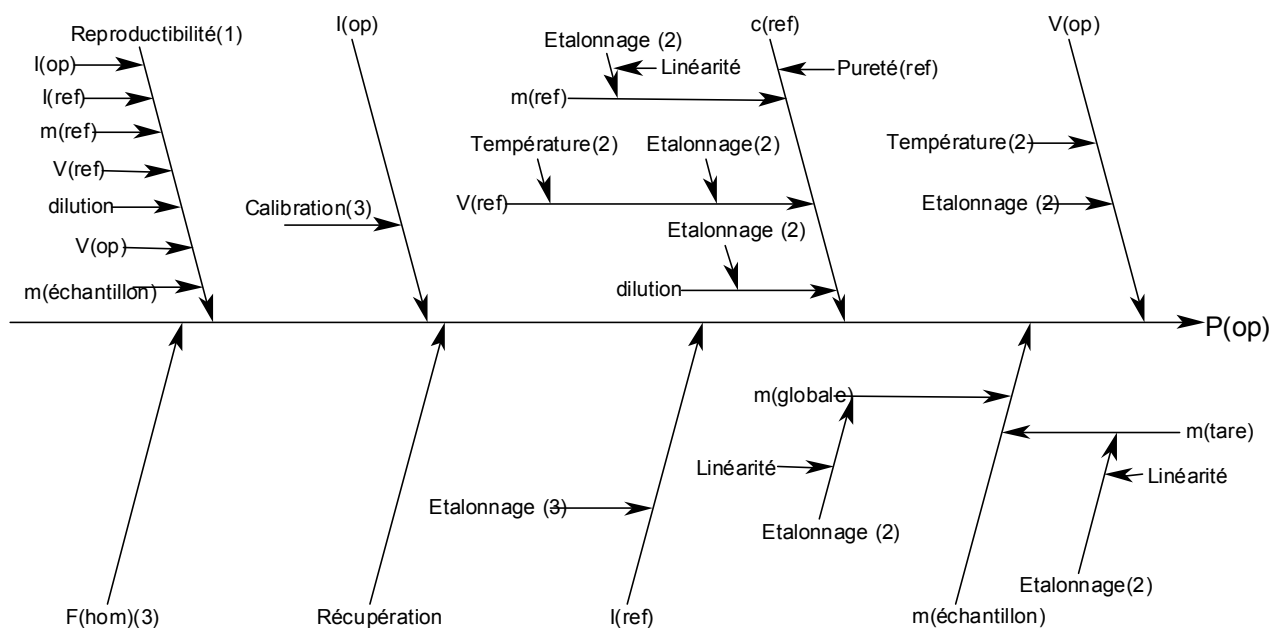 Reproductibilité(1)
I(op)
I(ref)
m(ref)
V(ref)
dilution
V(op)
m(échantillon)
I(op)
Calibration(3)
c(ref)
Pureté(ref)
Etalonnage (2)
Linéarité
m(ref)
Température(2)
Etalonnage(2)
V(ref)
Etalonnage (2)
dilution
V(op)
Température(2)
Etalonnage (2)
P(op)
F(hom)(3)
Récupération
Etalonnage (3)
I(ref)
m(globale)
Linéarité
Etalonnage (2)
m(tare)
Linéarité
Etalonnage(2)
m(échantillon)